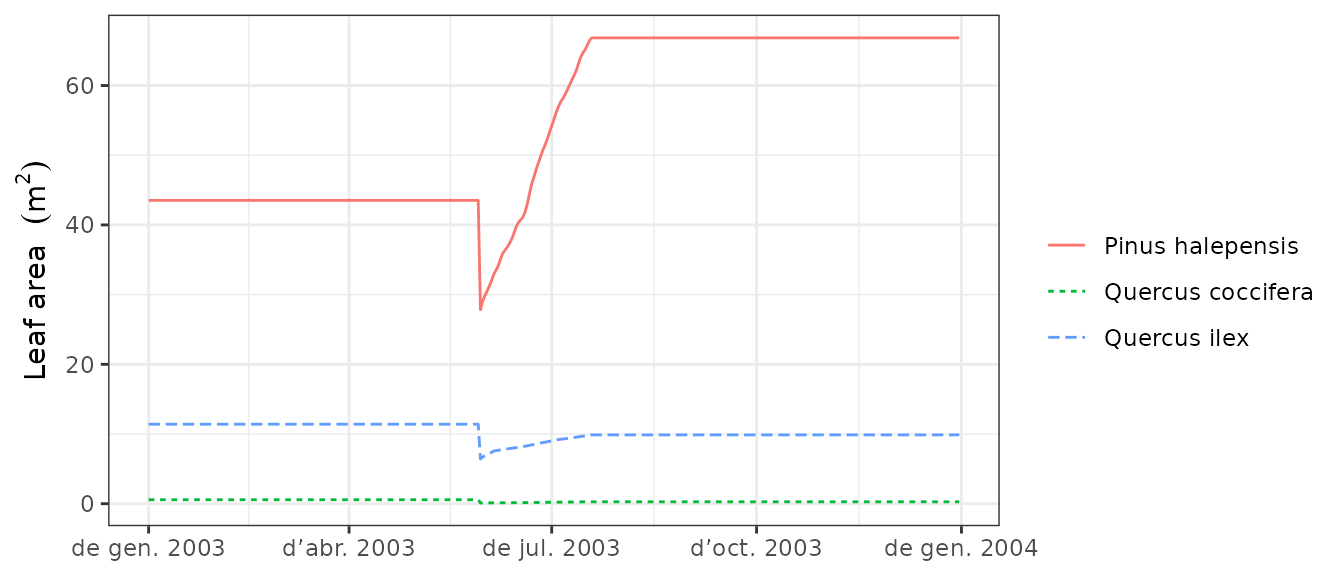 Leaf area (m²)
60
40
20
0
de gen. 2003 d’abr. 2003 de jul. 2003 d’oct. 2003 de gen. 2004
Pinus halepensis
Quercus coccifera
Quercus ilex